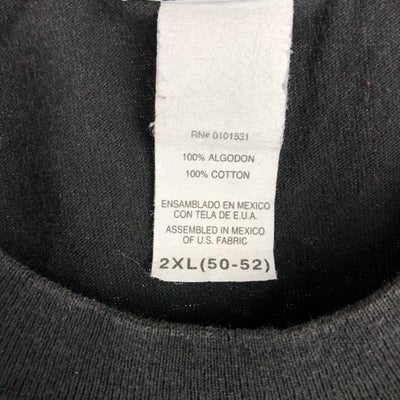 RN# 0101531
100% ALGODON
100% COTTON
ENSAMBLADO EN MEXICO
CON TELA DE E.U.A.
ASSEMBLED IN MEXICO
OF U.S. FABRIC
2XL(50-52)